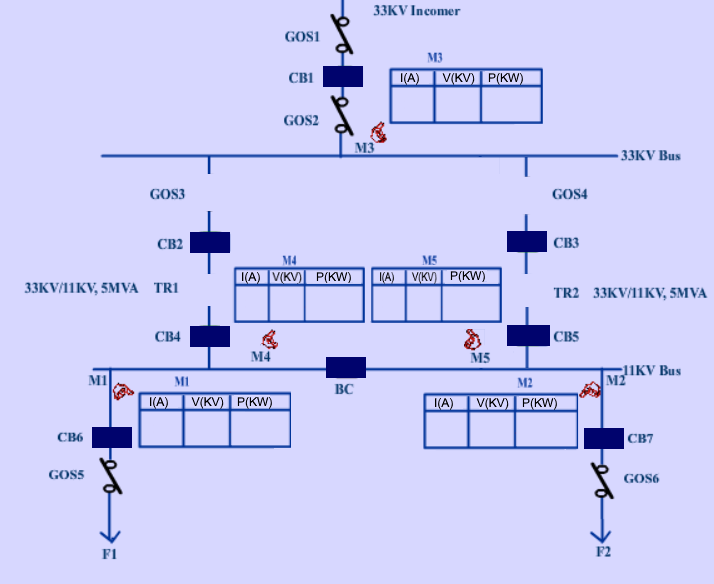 33KV Incomer
GOS1
M3
CB1
I(A) V(KV) P(KW)
GOS2
M3
33KV Bus
GOS3
GOS4
CB2
CB3
M4
M5
I(A) V(KV) P(KW)
I(A) V(KV) P(KW)
33KV/11KV, 5MVA TR1
TR2 33KV/11KV, 5MVA
CB4
CB5
M4
M5
11KV Bus
M1
M1
BC
M2
M2
I(A) V(KV) P(KW)
I(A) V(KV) P(KW)
CB6
CB7
GOS5
GOS6
F1
F2